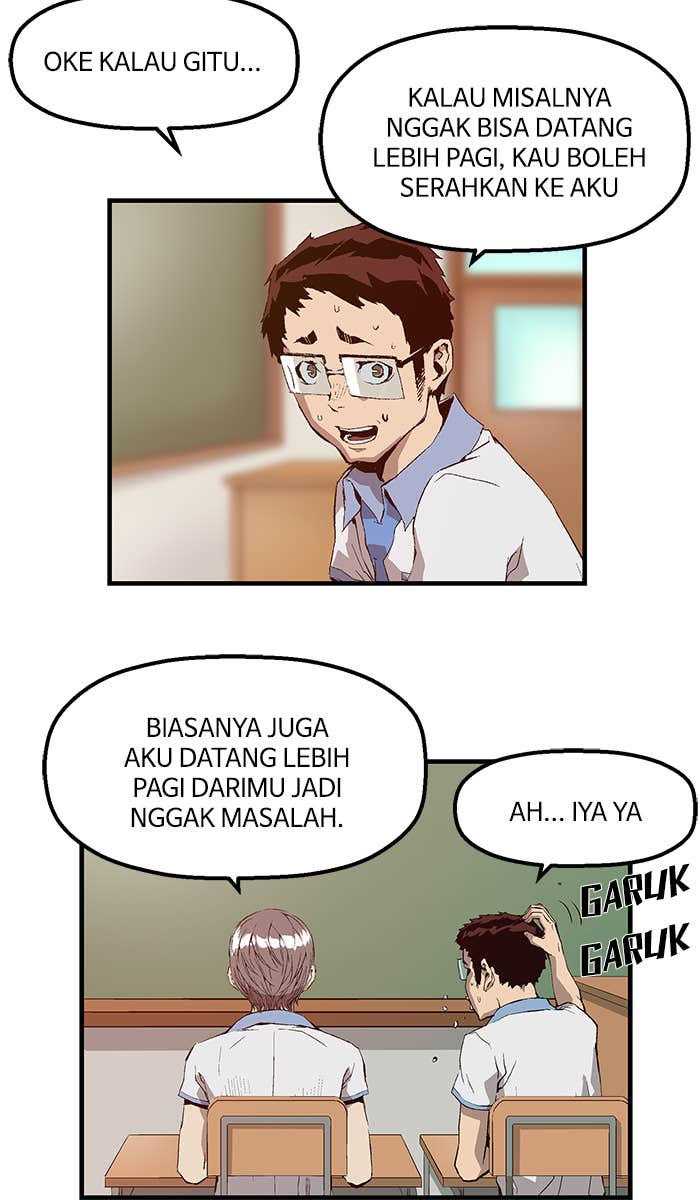 OKE KALAU GITU...
KALAU MISALNYA
NGGAK BISA DATANG
LEBIH PAGI, KAU BOLEH
SERAHKAN KE AKU
BIASANYA JUGA
AKU DATANG LEBIH
PAGI DARIMU JADI
NGGAK MASALAH.
AH... IYA YA
GARUK
GARUK